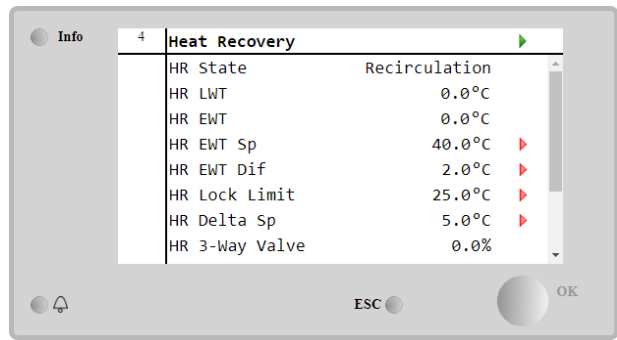 Info
4 Heat Recovery
HR State Recirculation
HR LWT 0.0°C
HR EWT 0.0°C
HR EWT Sp 40.0°C
HR EWT Dif 2.0°C
HR Lock Limit 25.0°C
HR Delta Sp 5.0°C
HR 3-Way Valve 0.0%
ESC
OK